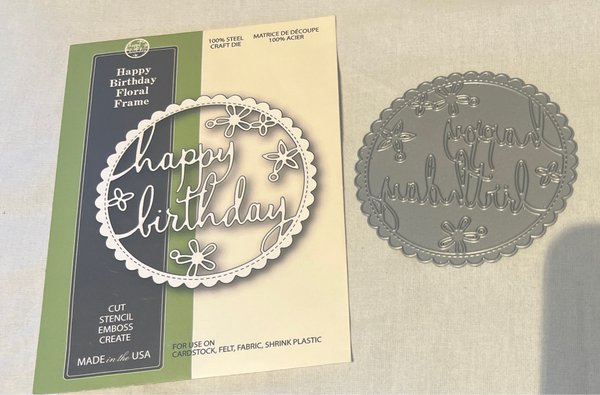 Happy
Birthday
Floral
Frame
100% STEEL
CRAFT DIE
MATRICE DE DÉCOUPE
100% ACIER
happy
birthday
CUT
STENCIL
EMBOSS
CREATE
MADE in the USA
FOR USE ON
CARDSTOCK, FELT, FABRIC, SHRINK PLASTIC